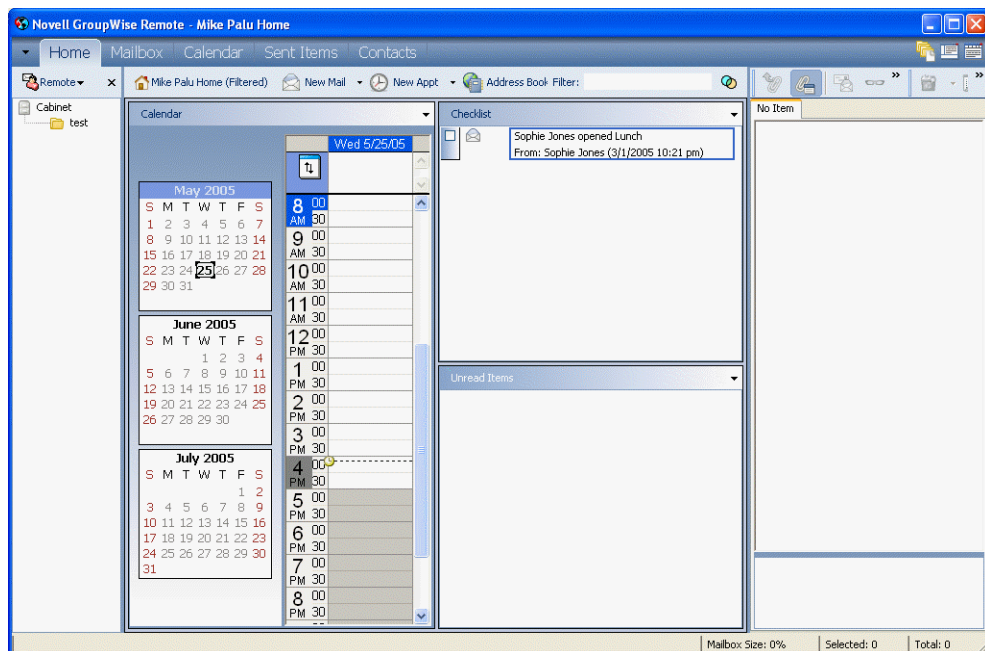 Novell GroupWise Remote - Mike Palu Home
Home Mailbox Calendar Sent Items Contacts
Remote Mike Palu Home (Filtered) New Mail New Appt Address Book Filter:
Cabinet
test
Calendar
Wed 5/25/05
May 2005
S M T W T F S
1 2 3 4 5 6 7
8 9 10 11 12 13 14
15 16 17 18 19 20 21
22 23 24 25 26 27 28
29 30 31
June 2005
S M T W T F S
1 2 3 4
5 6 7 8 9 10 11
12 13 14 15 16 17 18
19 20 21 22 23 24 25
26 27 28 29 30
July 2005
S M T W T F S
1 2
3 4 5 6 7 8 9
10 11 12 13 14 15 16
17 18 19 20 21 22 23
24 25 26 27 28 29 30
31
8 00
AM 30
9 00
AM 30
10 00
AM 30
11 00
AM 30
12 00
PM 30
1 00
PM 30
2 00
PM 30
3 00
PM 30
4 00
PM 30
5 00
PM 30
6 00
PM 30
7 00
PM 30
8 00
PM 30
Checklist
Sophie Jones opened Lunch
From: Sophie Jones (3/1/2005 10:21 pm)
Unread Items
No Item
Mailbox Size: 0% Selected: 0 Total: 0